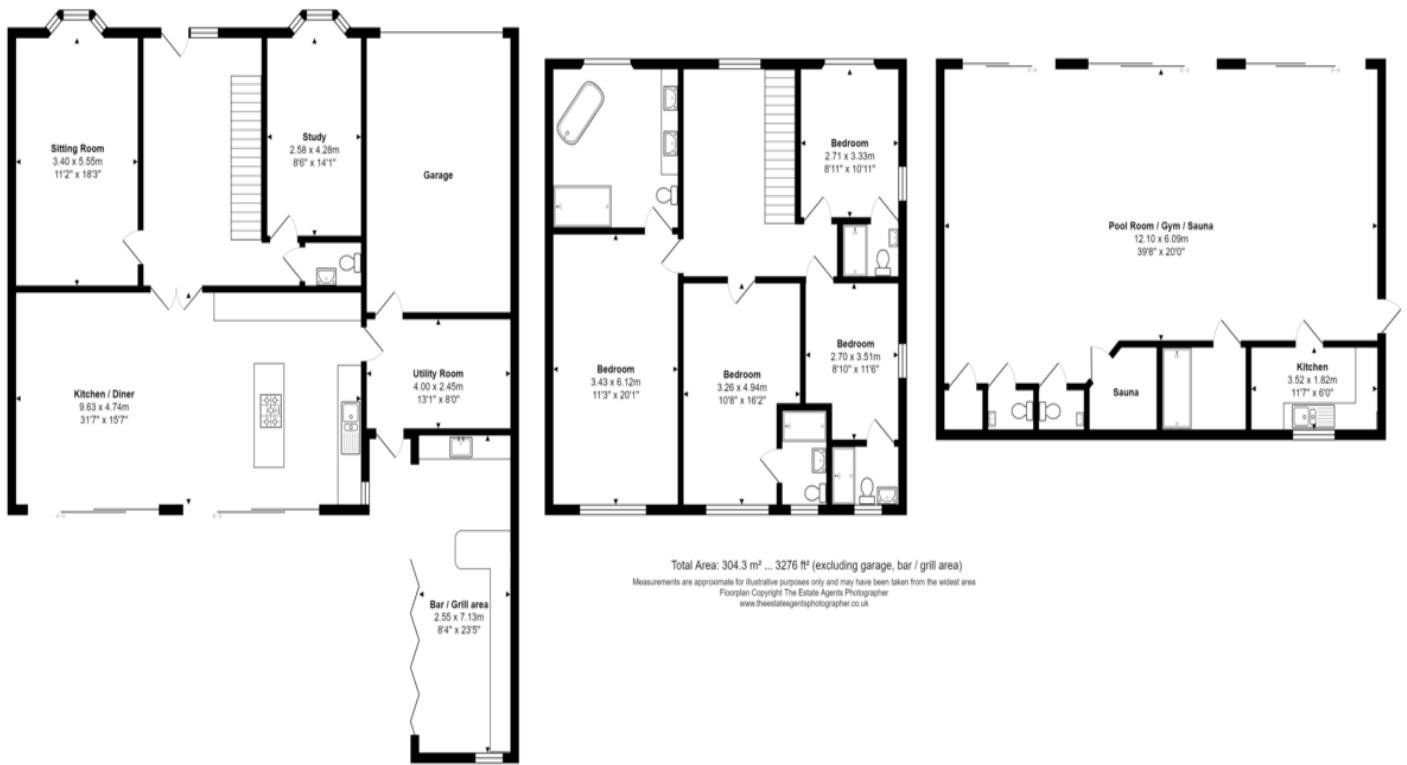 Sitting Room
3.40 x 5.55m
11'2" x 18'3"
Study
2.58 x 4.28m
8'6" x 14'1"
Garage
Kitchen / Diner
9.63 x 4.74m
31'7" x 15'7"
Utility Room
4.00 x 2.45m
13'1" x 8'0"
Bar / Grill area
2.55 x 7.13m
8'4" x 23'5"
Bedroom
2.71 x 3.33m
8'11" x 10'11"
Bedroom
3.43 x 6.12m
11'3" x 20'1"
Bedroom
3.26 x 4.94m
10'8" x 16'2"
Bedroom
2.70 x 3.51m
8'10" x 11'6"
Pool Room / Gym / Sauna
12.10 x 6.09m
39'8" x 20'0"
Sauna
Kitchen
3.52 x 1.82m
11'7" x 6'0"
Total Area: 304.3 m² ... 3276 ft² (excluding garage, bar / grill area)
Measurements are approximate for illustrative purposes only and may have been taken from the widest area
Floorplan Copyright The Estate Agents Photographer
www.theestatesgentsphotographer.co.uk